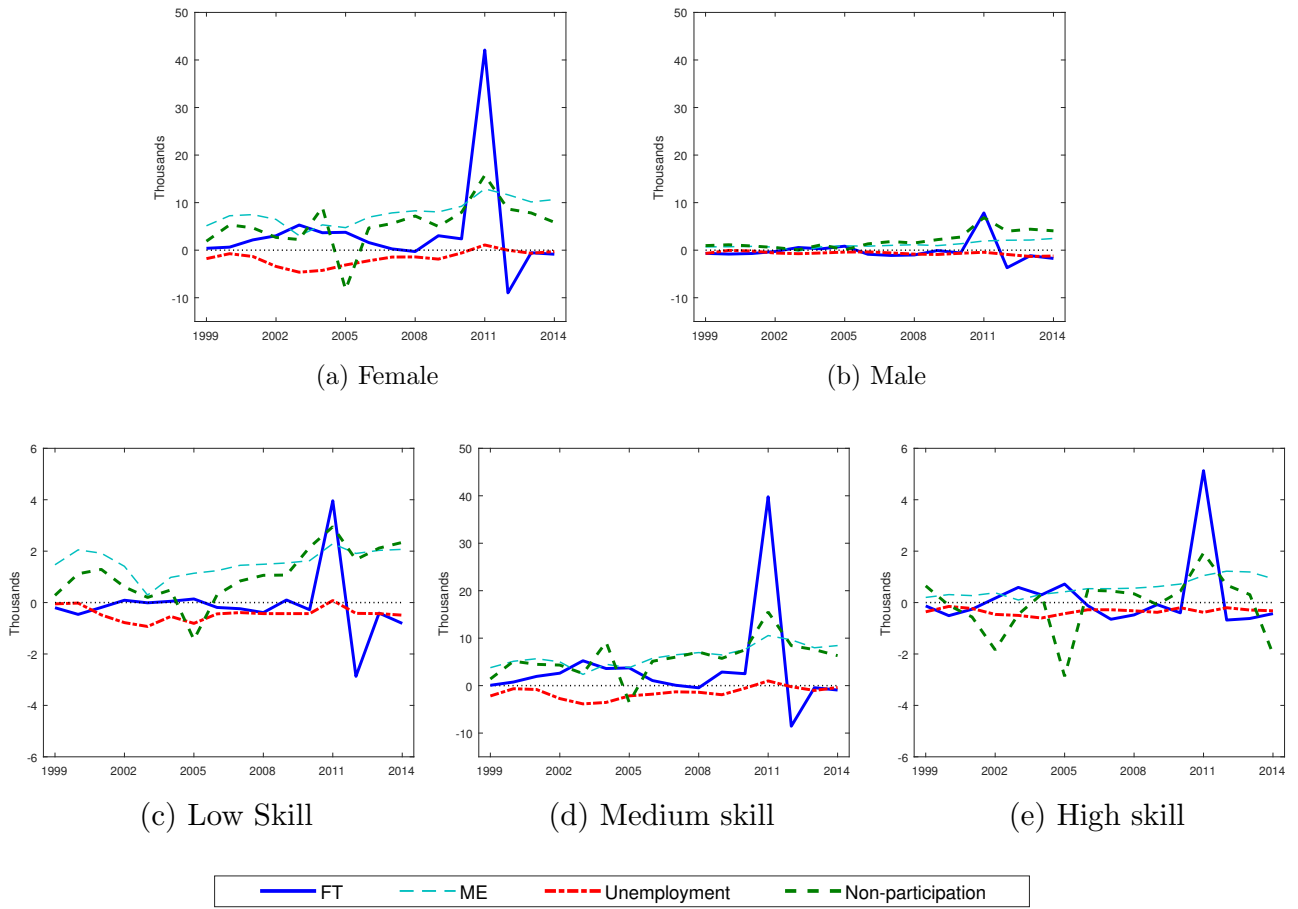 50
40
30
20
10
0
-10
Thousands
1999 2002 2005 2008 2011 2014
(a) Female
50
40
30
20
10
0
-10
Thousands
1999 2002 2005 2008 2011 2014
(b) Male
6
4
2
0
-2
-4
-6
Thousands
1999 2002 2005 2008 2011 2014
(c) Low Skill
50
40
30
20
10
0
-10
Thousands
1999 2002 2005 2008 2011 2014
(d) Medium skill
6
4
2
0
-2
-4
-6
Thousands
1999 2002 2005 2008 2011 2014
(e) High skill
FT ME Unemployment Non-participation